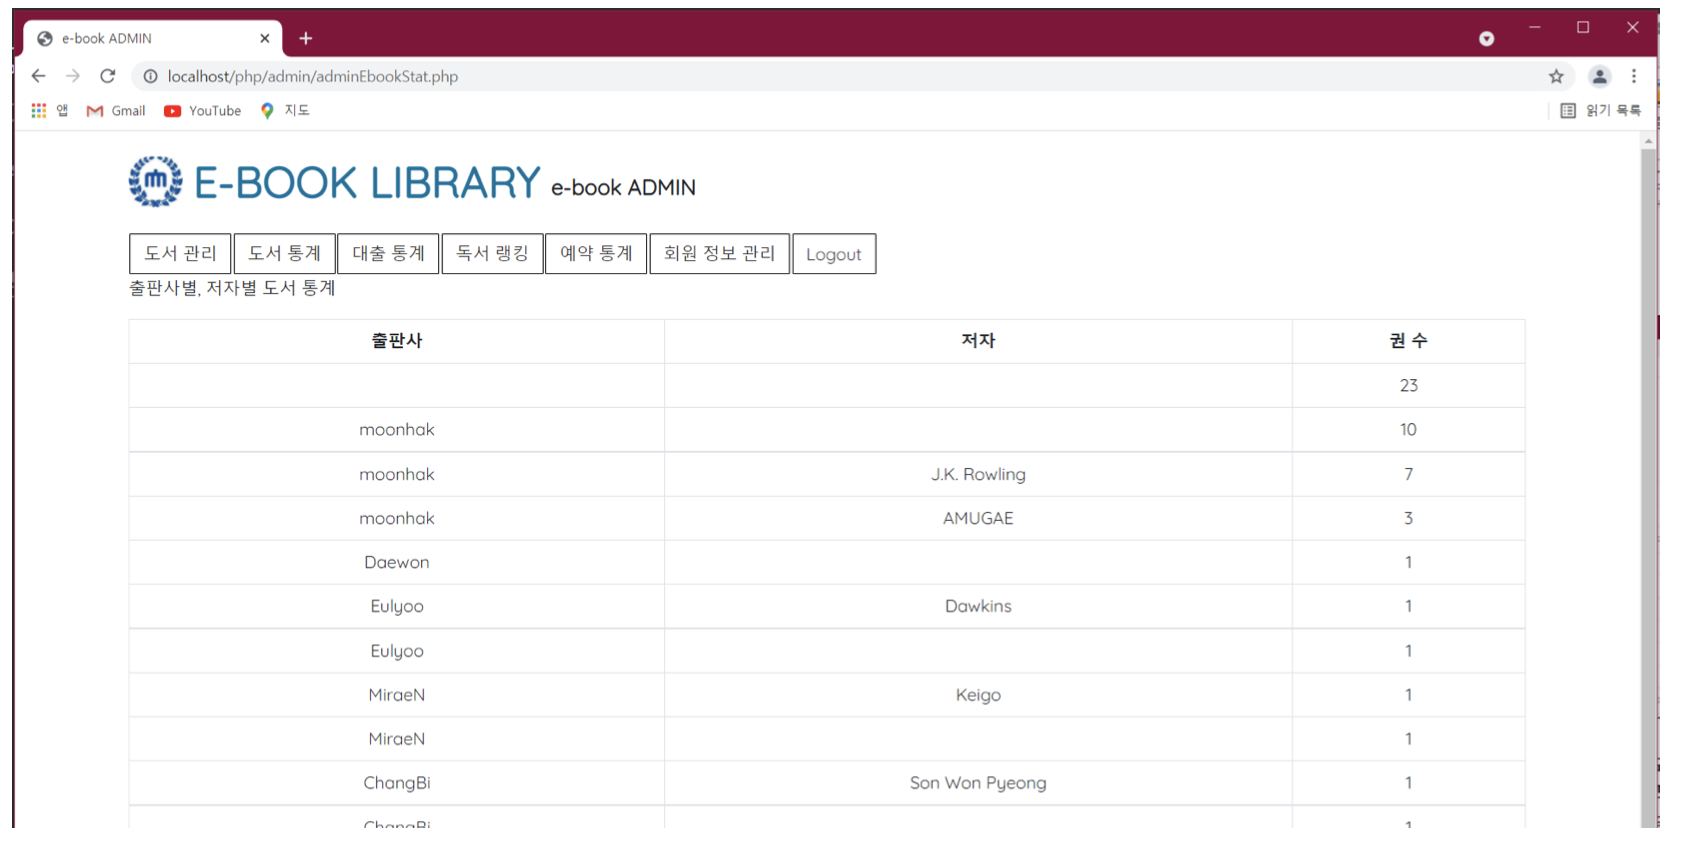 e-book ADMIN
localhost/php/admin/adminEbookStat.php
앱 Gmail YouTube 지도 읽기 목록
E-BOOK LIBRARY e-book ADMIN
도서 관리 도서 통계 대출 통계 독서 랭킹 예약 통계 회원 정보 관리 Logout
출판사별, 저자별 도서 통계
출판사 저자 권 수
23
moonhak 10
moonhak J.K. Rowling 7
moonhak AMUGAE 3
Daewon 1
Eulyoo Dawkins 1
Eulyoo 1
MiraeN Keigo 1
MiraeN 1
ChangBi Son Won Pyeong 1
ChangBi 1